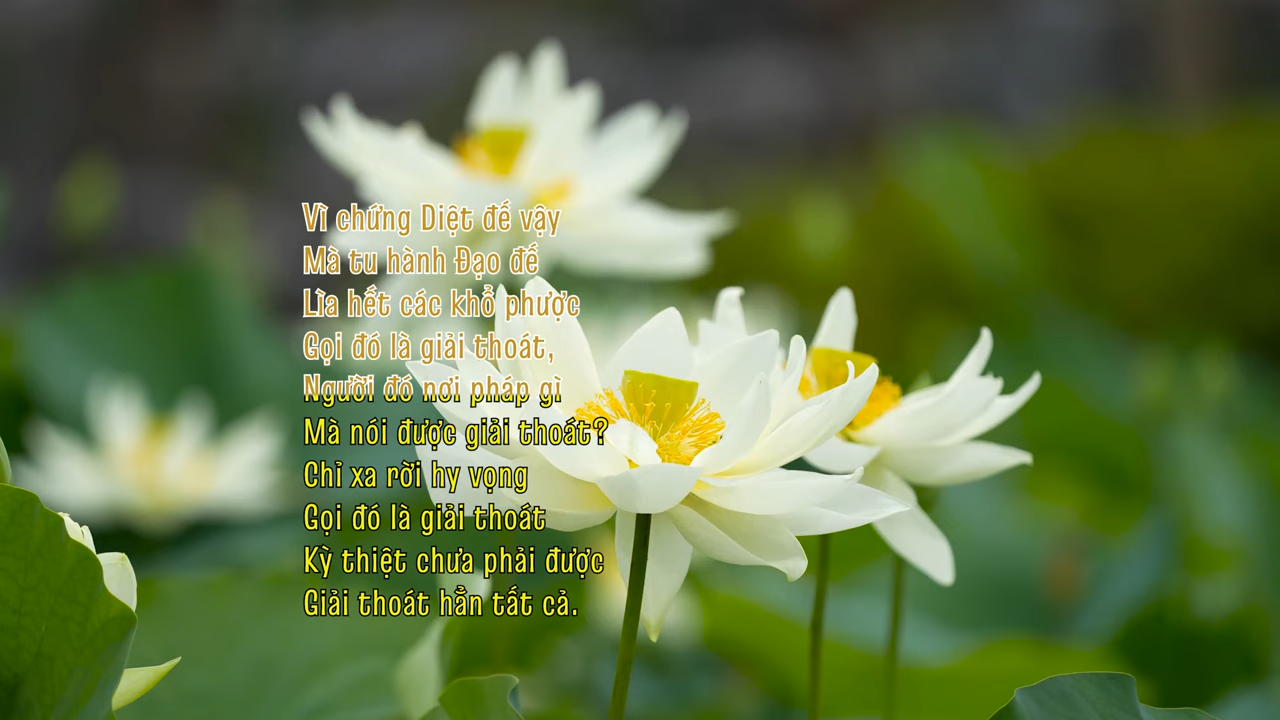 Vì chứng Diệt đế vậy
Mà tu hành Đạo đế
Lìa hết các khổ phược
Gọi đó là giải thoát,
Người đó nơi pháp gì
Mà nói được giải thoát?
Chỉ xa rời hy vọng
Gọi đó là giải thoát
Kỳ thiệt chưa phải được
Giải thoát hẳn tất cả.